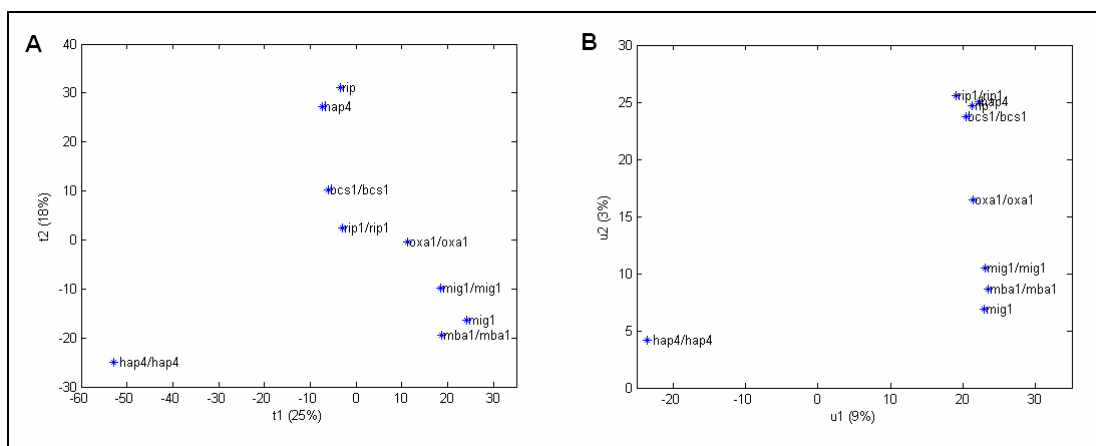 A
40
30
20
10
0
-10
-20
-30
t2 (18%)
rip
hap4
bcs1/bcs1
rip1/rip1
oxa1/oxa1
mig1/mig1
mig1
mba1/mba1
hap4/hap4
-60 -50 -40 -30 -20 -10 0 10 20 30
t1 (25%)
B
30
25
20
15
10
5
0
u2 (3%)
rip1/rip1
hap4
rip
bcs1/bcs1
oxa1/oxa1
mig1/mig1
mba1/mba1
mig1
hap4/hap4
-20 -10 0 10 20 30
u1 (9%)